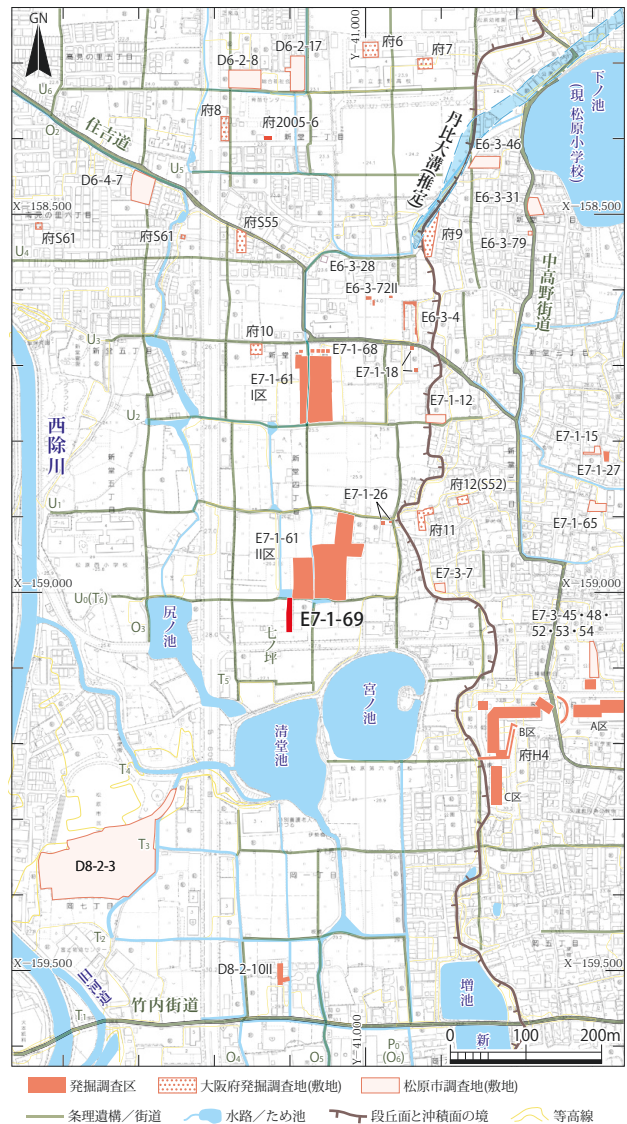 GN
Y=-41,000
D6-2-17
D6-2-8
府6
府7
U₆
O₂
住吉道
府8
府2005-6
丹比大溝(推定)
下ノ池
(現 松原小学校)
U₅
E6-3-46
D6-4-7
E6-3-31
X=-158,500
X=-158,500
府S61
府S61
府S55
府9
E6-3-79
U₄
E6-3-28
中高野街道
E6-3-72II
E6-3-4
U₃
府10
E7-1-68
E7-1-18
E7-1-61
I区
E7-1-12
U₂
西除川
E7-1-15
E7-1-27
E7-1-26
府12(S52)
U₁
府11
E7-1-65
E7-1-61
II区
E7-3-7
X=-159,000
X=-159,000
U₀(T₆)
E7-1-69
E7-3-45・48・
52・53・54
O₃
尻ノ池
七ノ坪
T₅
宮ノ池
清堂池
B区
A区
府H4
T₄
C区
T₃
D8-2-3
T₂
D8-2-10II
X=-159,500
X=-159,500
旧河道
竹内街道
増池
新
T₁
O₄
O₅
Y=-41,000
P₀
(O₆)
0 100 200m
発掘調査区 大阪府発掘調査地(敷地) 松原市調査地(敷地)
条理遺構／街道 水路／ため池 段丘面と沖積面の境 等高線